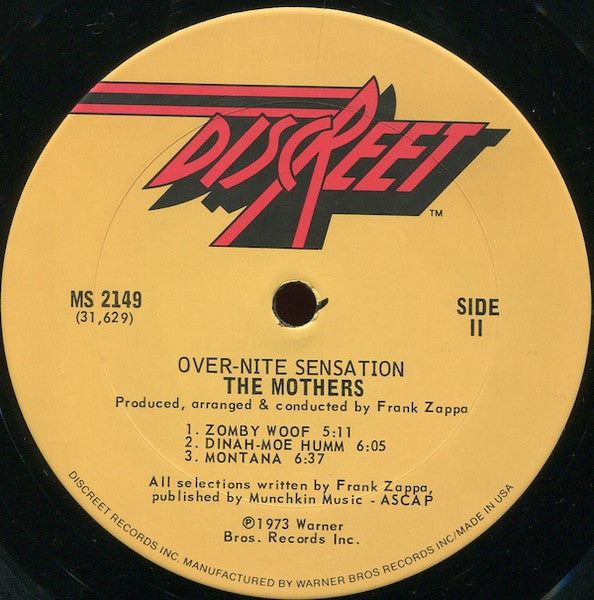 DISCREET
TM
MS 2149
(31,629)
SIDE
II
OVER-NITE SENSATION
THE MOTHERS
Produced, arranged & conducted by Frank Zappa
1. ZOMBY WOOF 5:11
2. DINAH-MOE HUMM 6:05
3. MONTANA 6:37
All selections written by Frank Zappa,
published by Munchkin Music - ASCAP
℗1973 Warner
Bros. Records Inc.
DISCREET RECORDS INC. MANUFACTURED BY WARNER BROS RECORDS INC/MADE IN USA